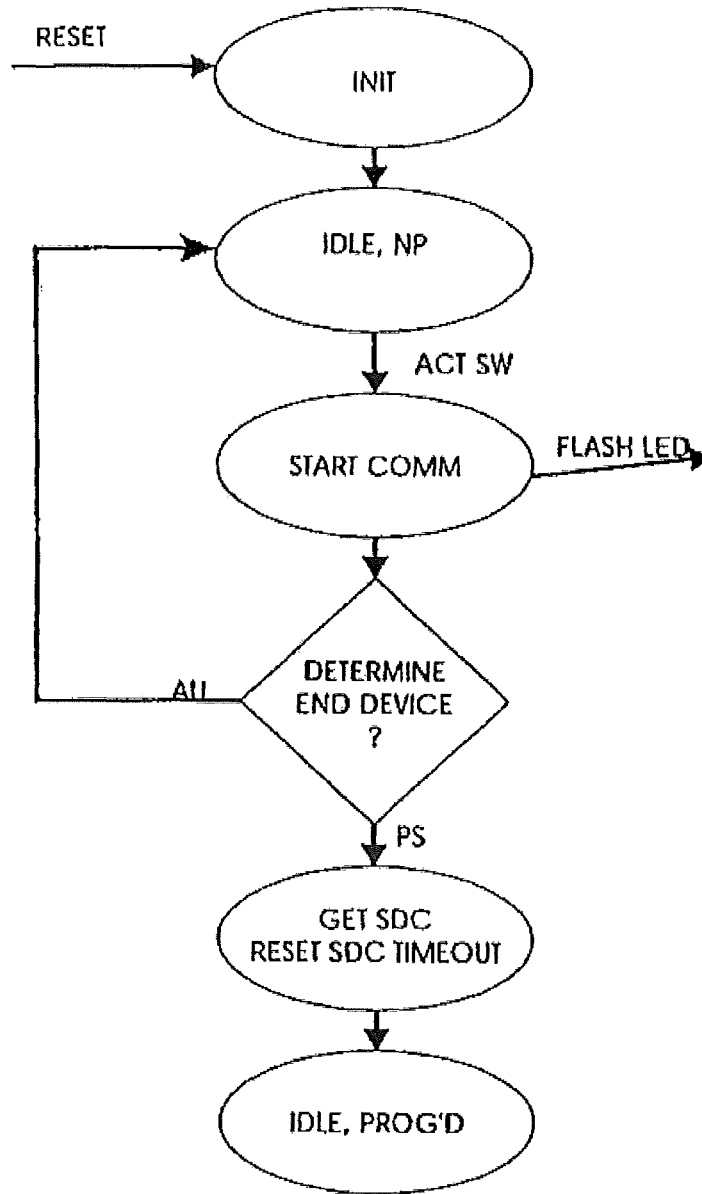 RESET
INIT
IDLE, NP
ACT SW
START COMM
FLASH LED
DETERMINE
END DEVICE
?
PS
GET SDC
RESET SDC TIMEOUT
IDLE, PROG'D